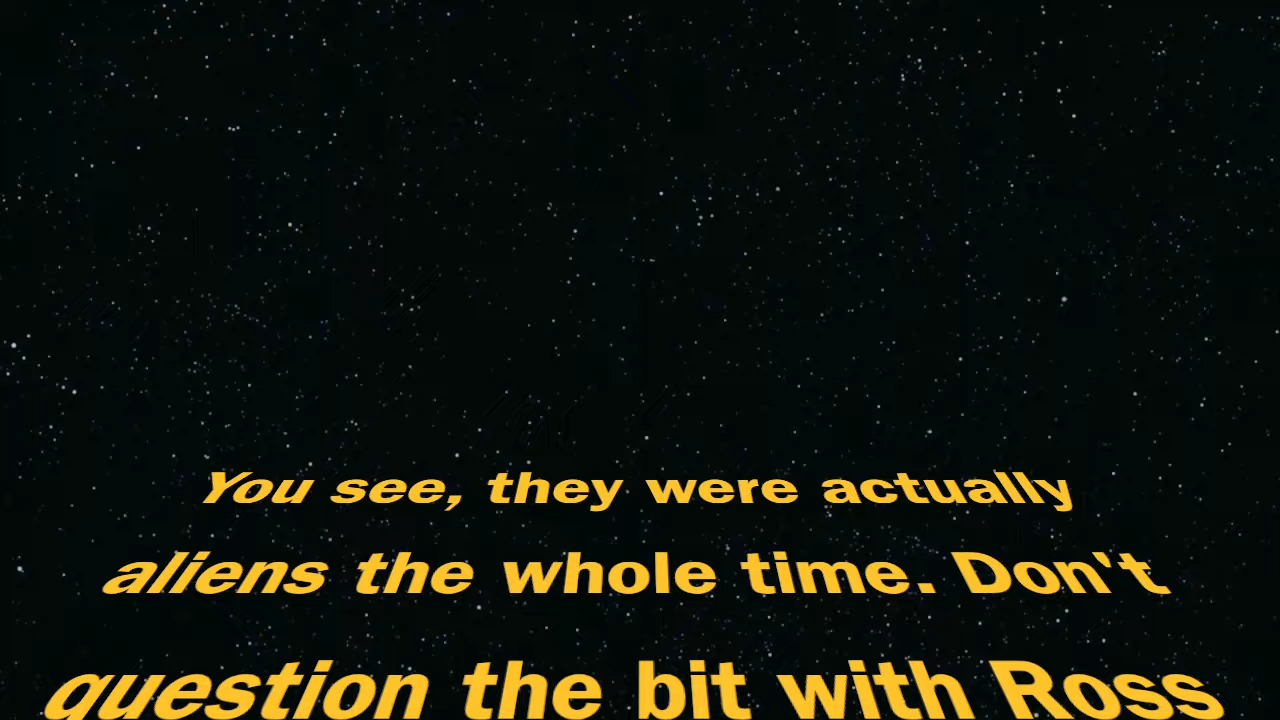 You see, they were actually
aliens the whole time. Don't
question the bit with Ross